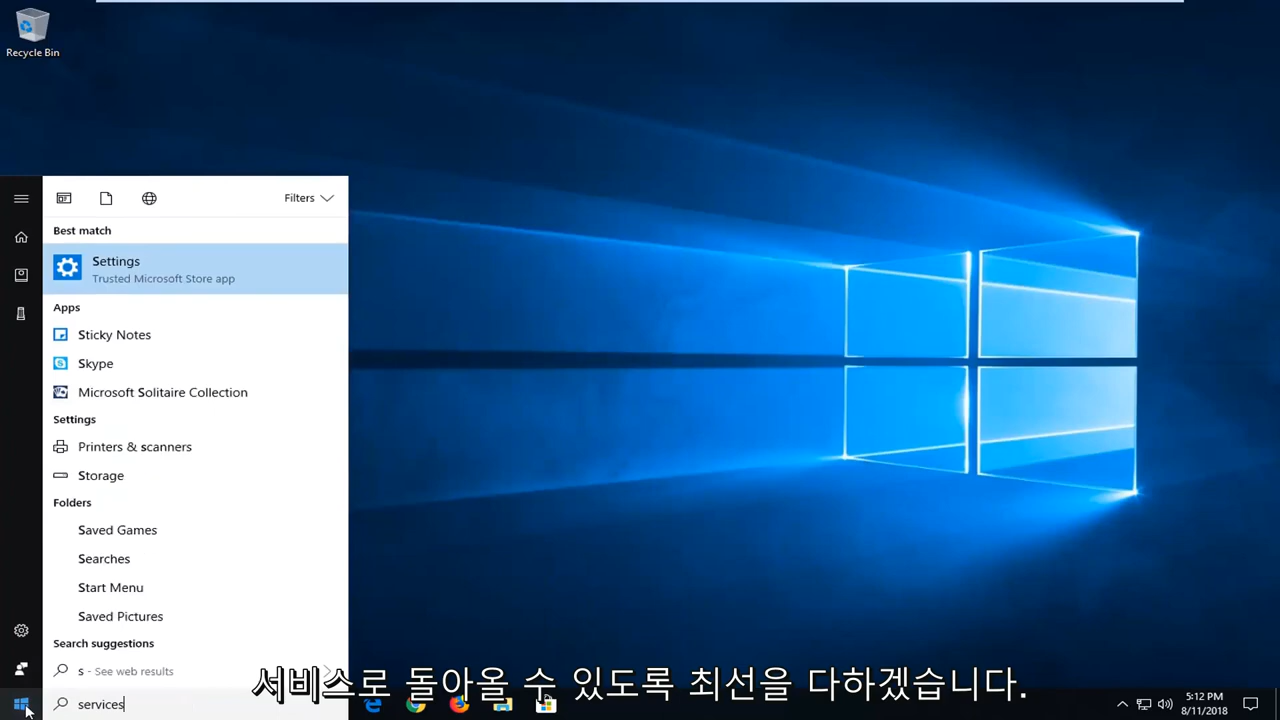 Recycle Bin
Filters
Best match
Settings
Trusted Microsoft Store app
Apps
Sticky Notes
Skype
Microsoft Solitaire Collection
Settings
Printers & scanners
Storage
Folders
Saved Games
Searches
Start Menu
Saved Pictures
Search suggestions
s - See web results
서비스로 돌아올 수 있도록 최선을 다하겠습니다.
services
5:12 PM
8/11/2018